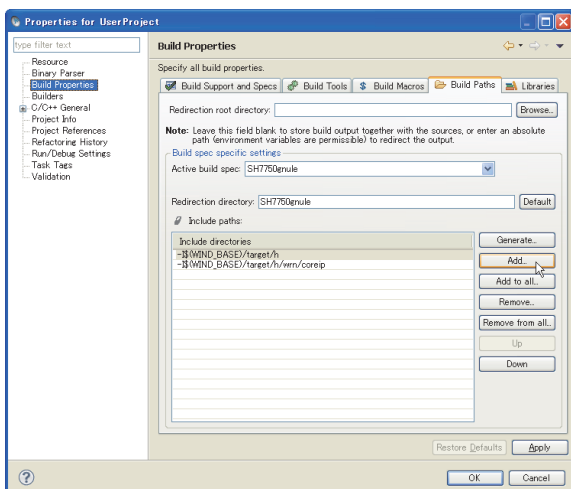 Properties for UserProject
type filter text
Resource
Binary Parser
Build Properties
Builders
C/C++ General
Project Info
Project References
Refactoring History
Run/Debug Settings
Task Tags
Validation
Build Properties
Specify all build properties.
Build Support and Specs
Build Tools
Build Macros
Build Paths
Libraries
Redirection root directory:
Browse...
Note: Leave this field blank to store build output together with the sources, or enter an absolute
path (environment variables are permissible) to redirect the output.
Build spec specific settings
Active build spec: SH7750gnule
Redirection directory: SH7750gnule
Default
Include paths:
Include directories
-I$(WIND_BASE)/target/h
-I$(WIND_BASE)/target/h/wrn/coreip
Generate...
Add...
Add to all...
Remove...
Remove from all...
Up
Down
Restore Defaults
Apply
OK
Cancel